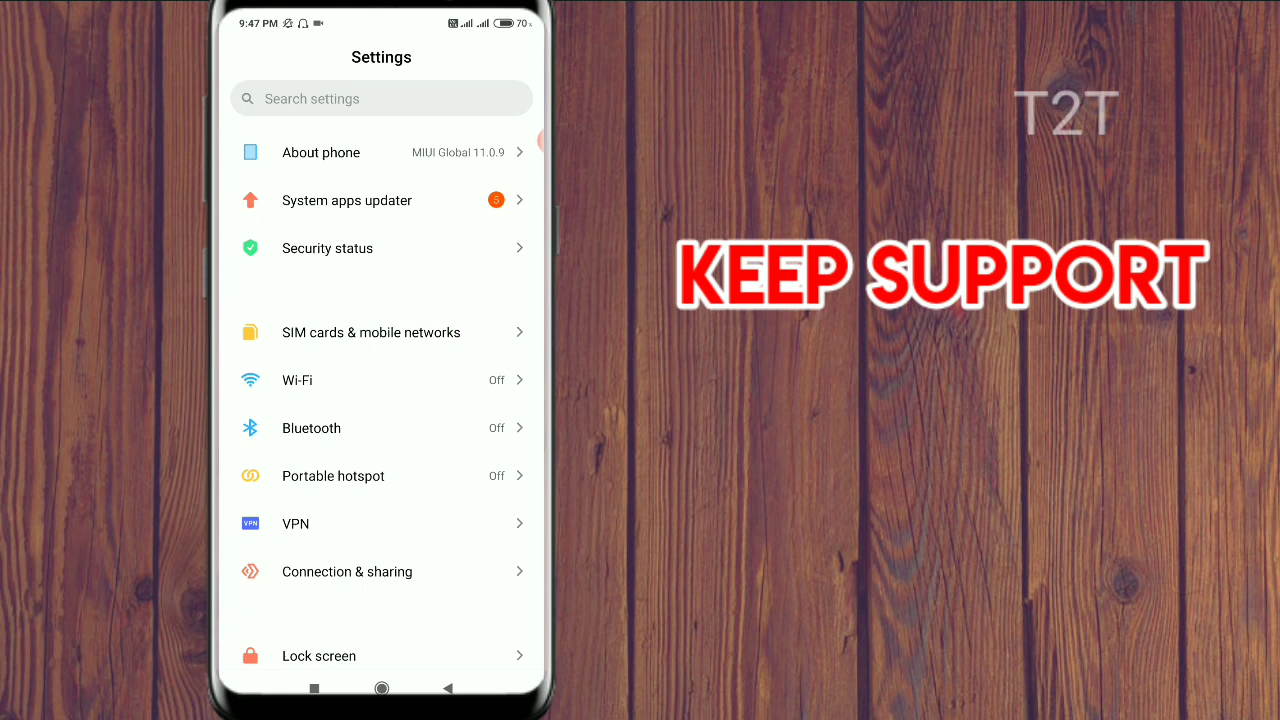 9:47 PM 70
Settings
Search settings
About phone MIUI Global 11.0.9
System apps updater 5
Security status
SIM cards & mobile networks
Wi-Fi Off
Bluetooth Off
Portable hotspot Off
VPN VPN
Connection & sharing
Lock screen
T2T
KEEP SUPPORT